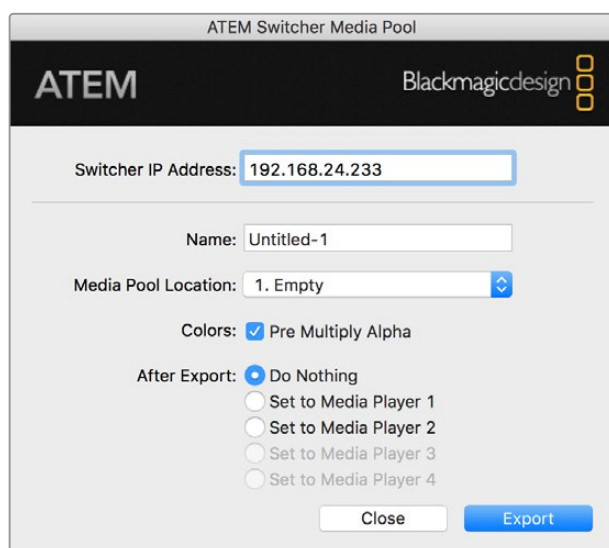 ATEM Switcher Media Pool
ATEM
Blackmagicdesign
Switcher IP Address: 192.168.24.233
Name: Untitled-1
Media Pool Location: 1. Empty
Colors: Pre Multiply Alpha
After Export: Do Nothing
Set to Media Player 1
Set to Media Player 2
Set to Media Player 3
Set to Media Player 4
Close Export